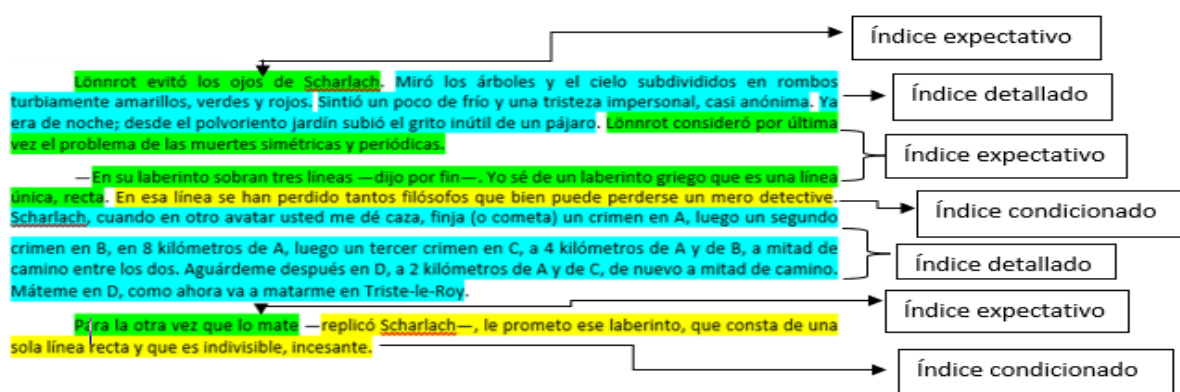 Índice expectativo
Lönnrot evitó los ojos de Scharlach. Miró los árboles y el cielo subdivididos en rombos
turbiamente amarillos, verdes y rojos. Sintió un poco de frío y una tristeza impersonal, casi anónima. Ya
Índice detallado
era de noche; desde el polvoriento jardín subió el grito inútil de un pájaro. Lönnrot consideró por última
vez el problema de las muertes simétricas y periódicas.
Índice expectativo
—En su laberinto sobran tres líneas —dijo por fin—. Yo sé de un laberinto griego que es una línea
única, recta. En esa línea se han perdido tantos filósofos que bien puede perderse un mero detective.
Índice condicionado
Scharlach, cuando en otro avatar usted me dé caza, finja (o cometa) un crimen en A, luego un segundo
crimen en B, en 8 kilómetros de A, luego un tercer crimen en C, a 4 kilómetros de A y de B, a mitad de
camino entre los dos. Aguárdeme después en D, a 2 kilómetros de A y de C, de nuevo a mitad de camino.
Índice detallado
Máteme en D, como ahora va a matarme en Triste-le-Roy.
Índice expectativo
Para la otra vez que lo mate —replicó Scharlach—, le prometo ese laberinto, que consta de una
sola línea recta y que es indivisible, incesante.
Índice condicionado